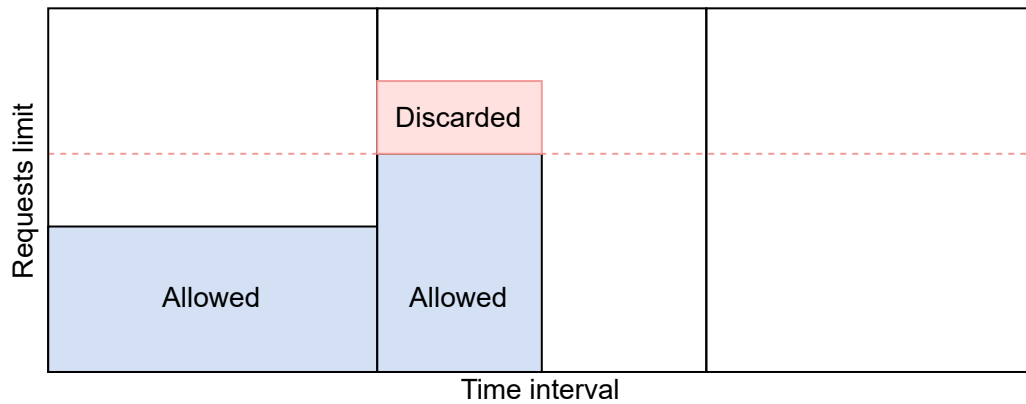 Requests limit
Discarded
Allowed
Allowed
Time interval